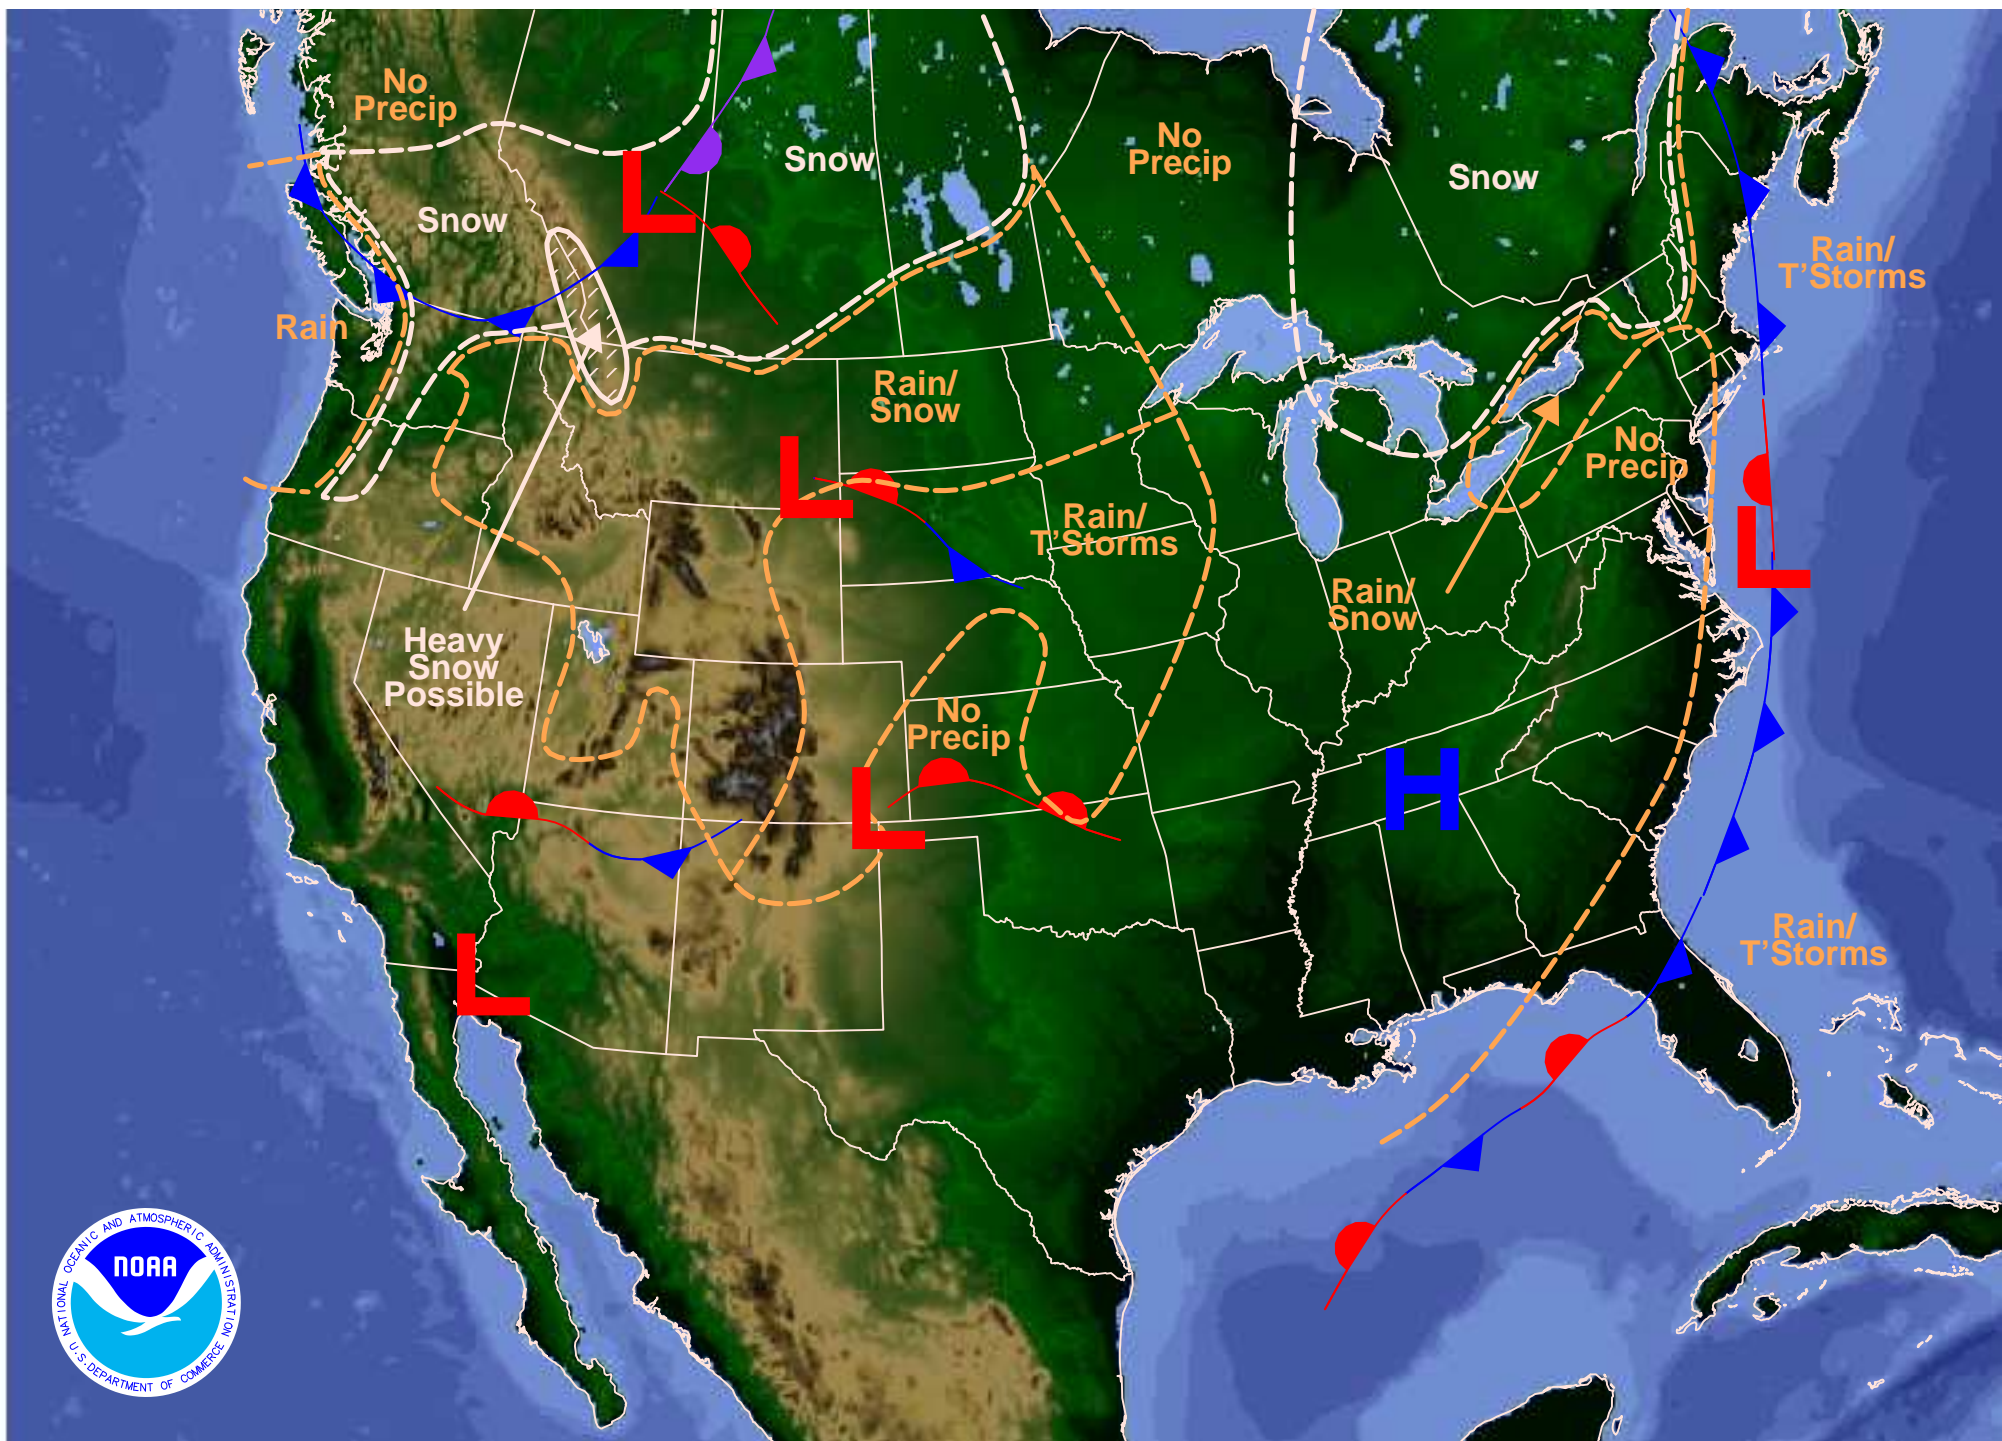 No
Precip
Snow
No
Precip
Snow
Snow
Rain/
T'Storms
Rain
Rain/
Snow
No
Precip
Rain/
T'Storms
Rain/
Snow
Heavy
Snow
Possible
No
Precip
Rain/
T'Storms
L
L
L
L
L
H
NATIONAL OCEANIC AND ATMOSPHERIC ADMINISTRATION
NOAA
U.S. DEPARTMENT OF COMMERCE